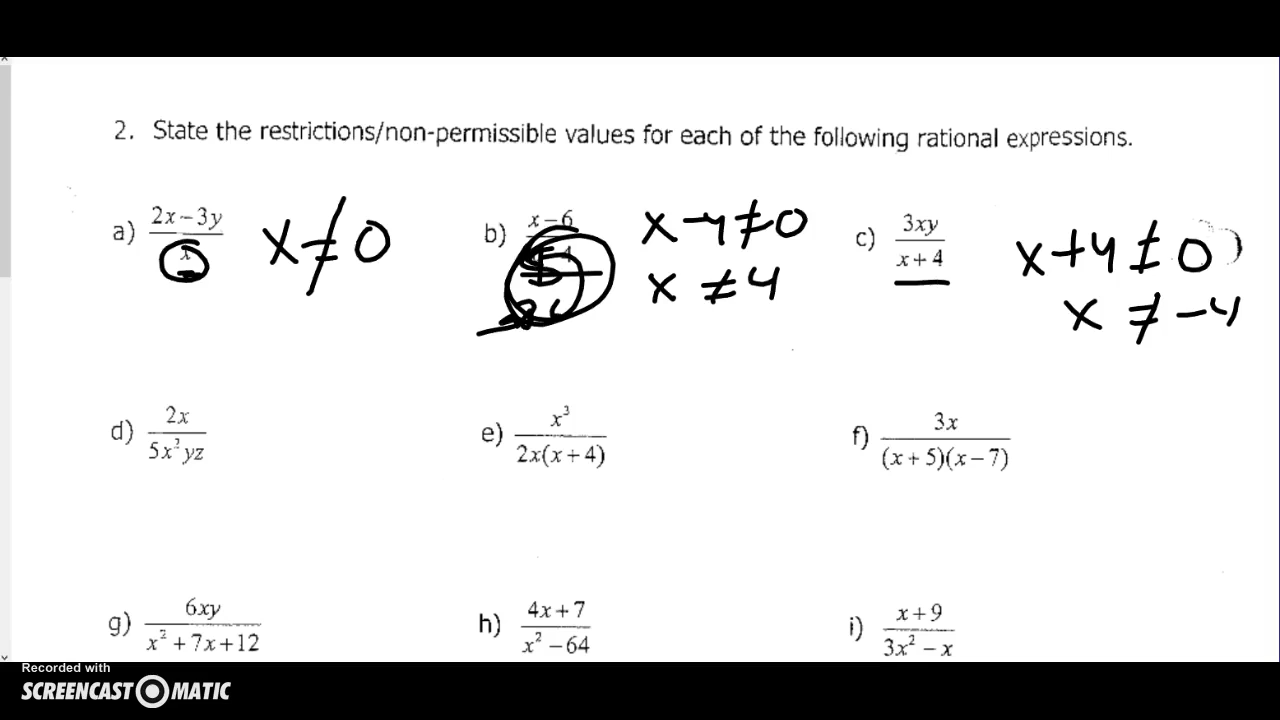 2. State the restrictions/non-permissible values for each of the following rational expressions.
a) 2x - 3y / x    x ≠ 0
b) x - 6 /    x - 4 ≠ 0
x ≠ 4
c) 3xy / x + 4    x + 4 ≠ 0
x ≠ -4
d) 2x / 5x³yz
e) x³ / 2x(x + 4)
f) 3x / (x + 5)(x - 7)
g) 6xy / x² + 7x + 12
h) 4x + 7 / x² - 64
i) x + 9 / 3x² - x
Recorded with
SCREENCAST-O-MATIC